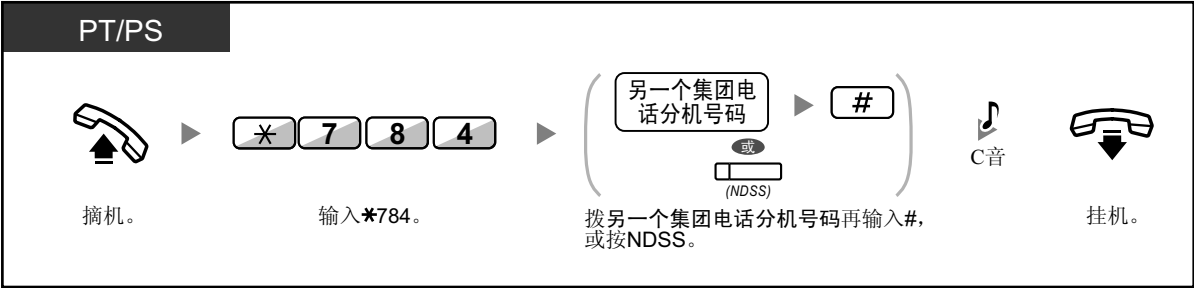 PT/PS
另一个集团电
话分机号码
#
* 7 8 4
或
(NDSS)
C音
摘机。
输入*784。
拨另一个集团电话分机号码再输入#，
或按NDSS。
挂机。